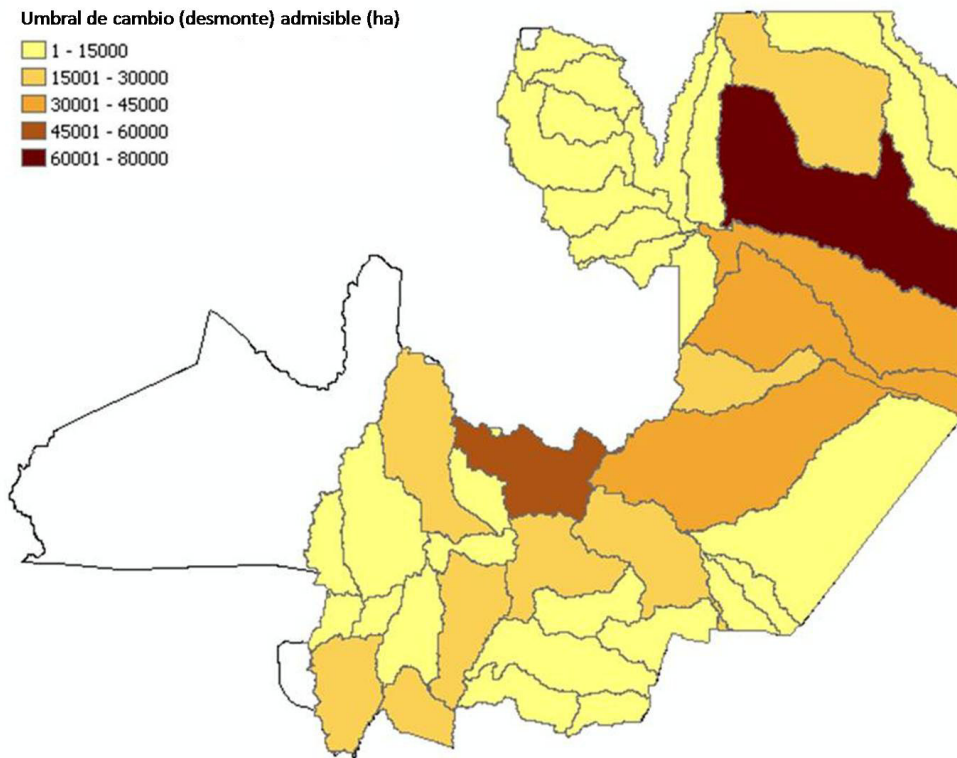 Umbral de cambio (desmonte) admisible (ha)
1 - 15000
15001 - 30000
30001 - 45000
45001 - 60000
60001 - 80000